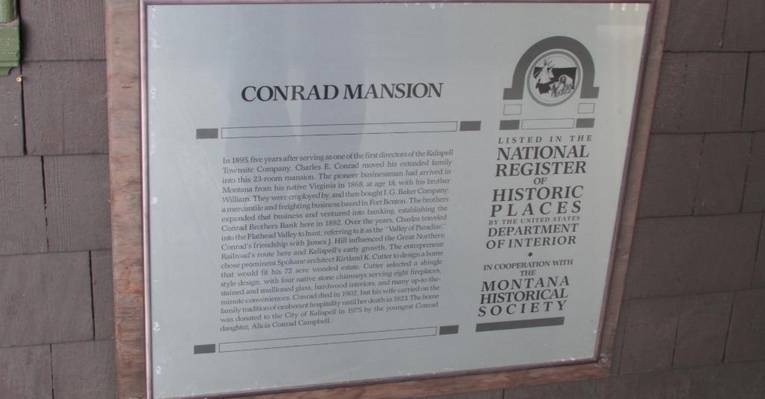 CONRAD MANSION
In 1895, five years after serving as one of the first directors of the Kalispell
Townsite Company, Charles E. Conrad moved his extended family
into this 23-room mansion. The pioneer businessman had arrived in
Montana from his native Virginia in 1868, at age 18, with his brother
William. They were employed by, and then bought I. G. Baker Company
a mercantile and freighting business based in Fort Benton. The brothers
expanded that business and ventured into banking, establishing the
Conrad Brothers Bank here in 1892. Over the years, Charles traveled
into the Flathead Valley to hunt, referring to it as the "Valley of Paradise."
Conrad's friendship with James J. Hill influenced the Great Northern
Railroad's route here and Kalispell's early growth. The entrepreneur
chose prominent Spokane architect Kirtland K. Cutter to design a home
that would fit his 72 acre wooded estate. Cutter selected a shingle
style design, with four native stone chimneys serving eight fireplaces,
stained and mullioned glass, hardwood interiors, and many up-to-the-
minute conveniences. Conrad died in 1902, but his wife carried on the
family tradition of exuberant hospitality until her death in 1923. The home
was donated to the City of Kalispell in 1975 by the youngest Conrad
daughter, Alicia Conrad Campbell.
LISTED IN THE
NATIONAL
REGISTER
OF
HISTORIC
PLACES
BY THE UNITED STATES
DEPARTMENT
OF INTERIOR
•
IN COOPERATION WITH
THE
MONTANA
HISTORICAL
SOCIETY